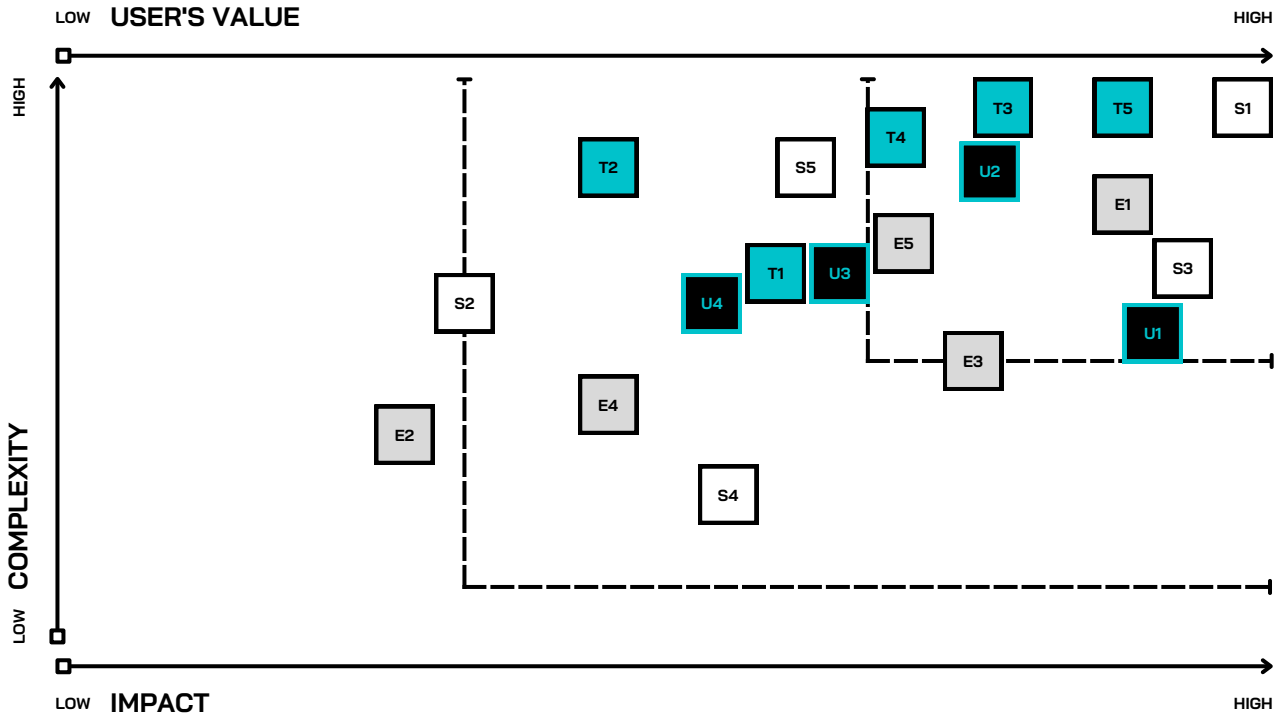 LOW USER'S VALUE HIGH
HIGH
T3
T5
S1
T4
T2
S5
U2
E1
E5
S3
T1
U3
S2
U4
U1
E3
E4
E2
S4
COMPLEXITY
LOW
LOW IMPACT HIGH